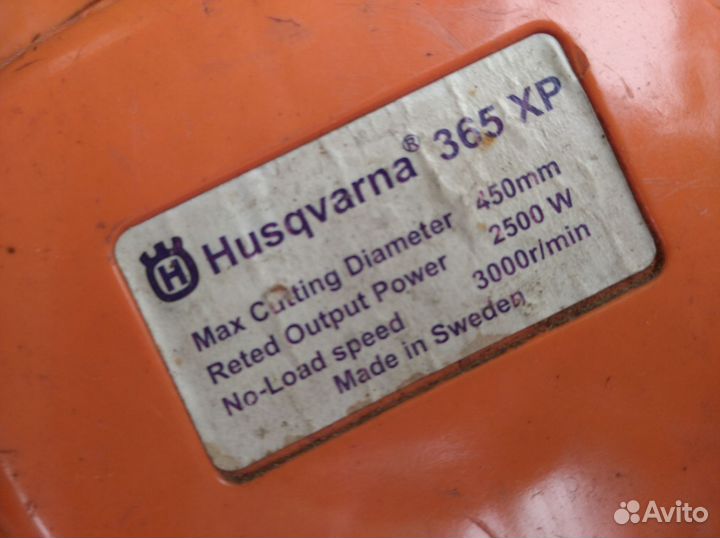 Husqvarna® 365 XP
Max Cutting Diameter 450mm
Reted Output Power 2500 W
No-Load speed 3000r/min
Made in Sweden
Avito